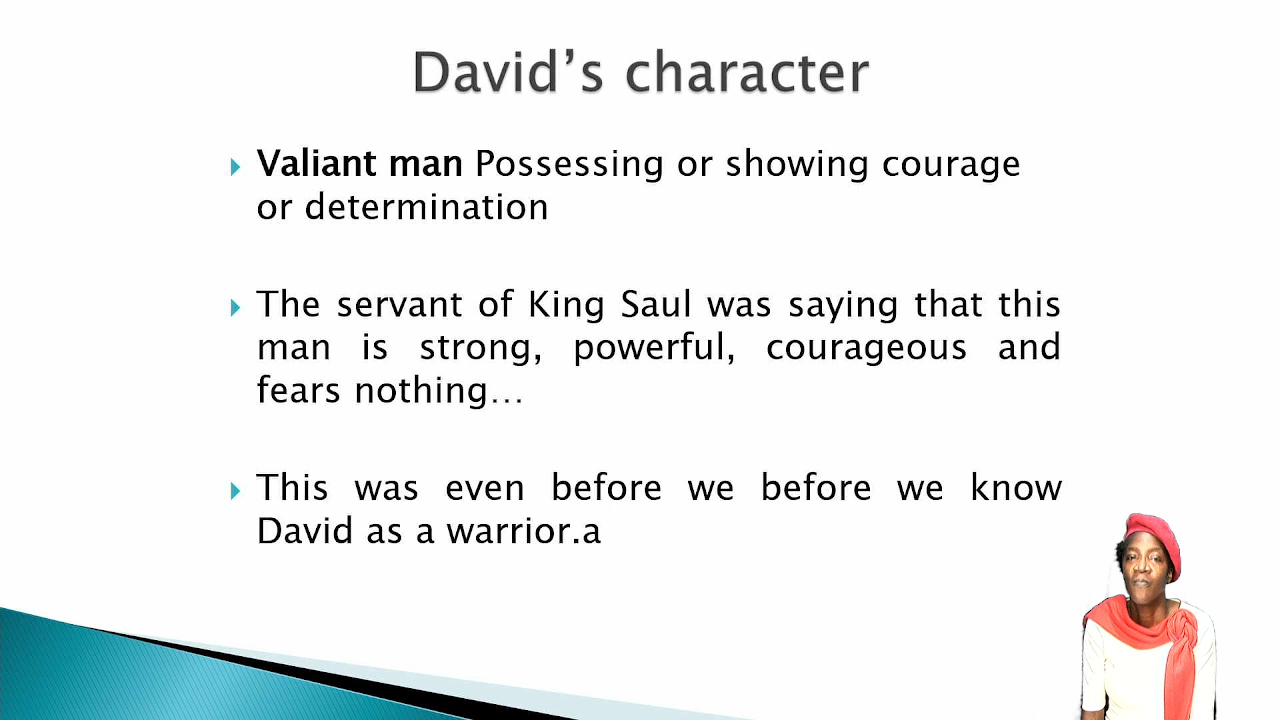 David’s character
Valiant man Possessing or showing courage
or determination
The servant of King Saul was saying that this
man is strong, powerful, courageous and
fears nothing…
This was even before we before we know
David as a warrior.a